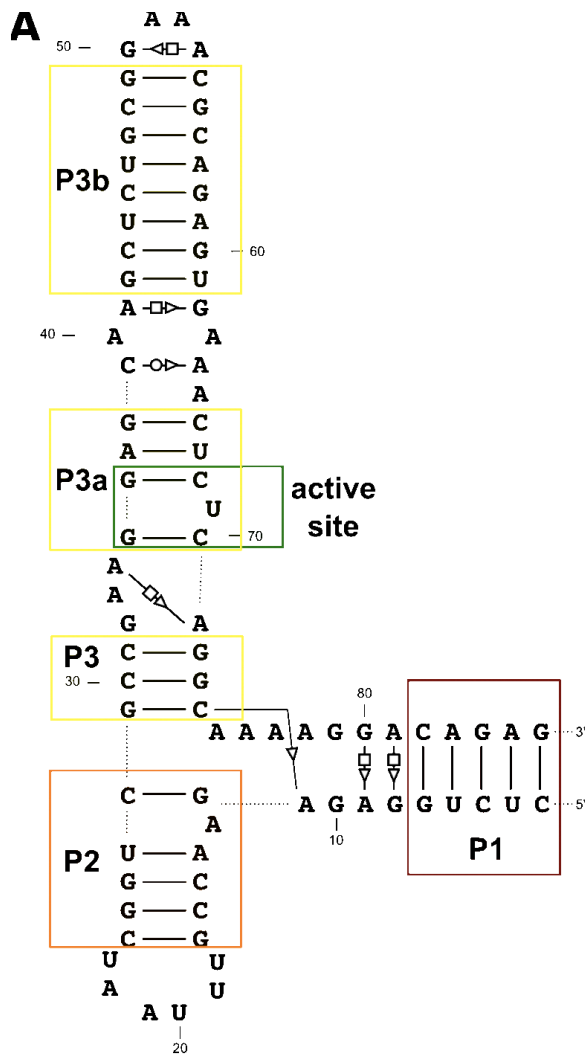 A
A A
50 G A
G C
C G
G C
U A
P3b
C G
U A
C G 60
G U
A G
40 A A
C A
A
G C
A U
P3a G C active
U site
G C 70
A
A
G A
P3 C G
30 C G
G C
80
A A A A G G A C A G A G 3'
C G A G A G G U C U C 5'
A 10
P2 U A P1
G C
G C
C G
U U
A U
A U
20